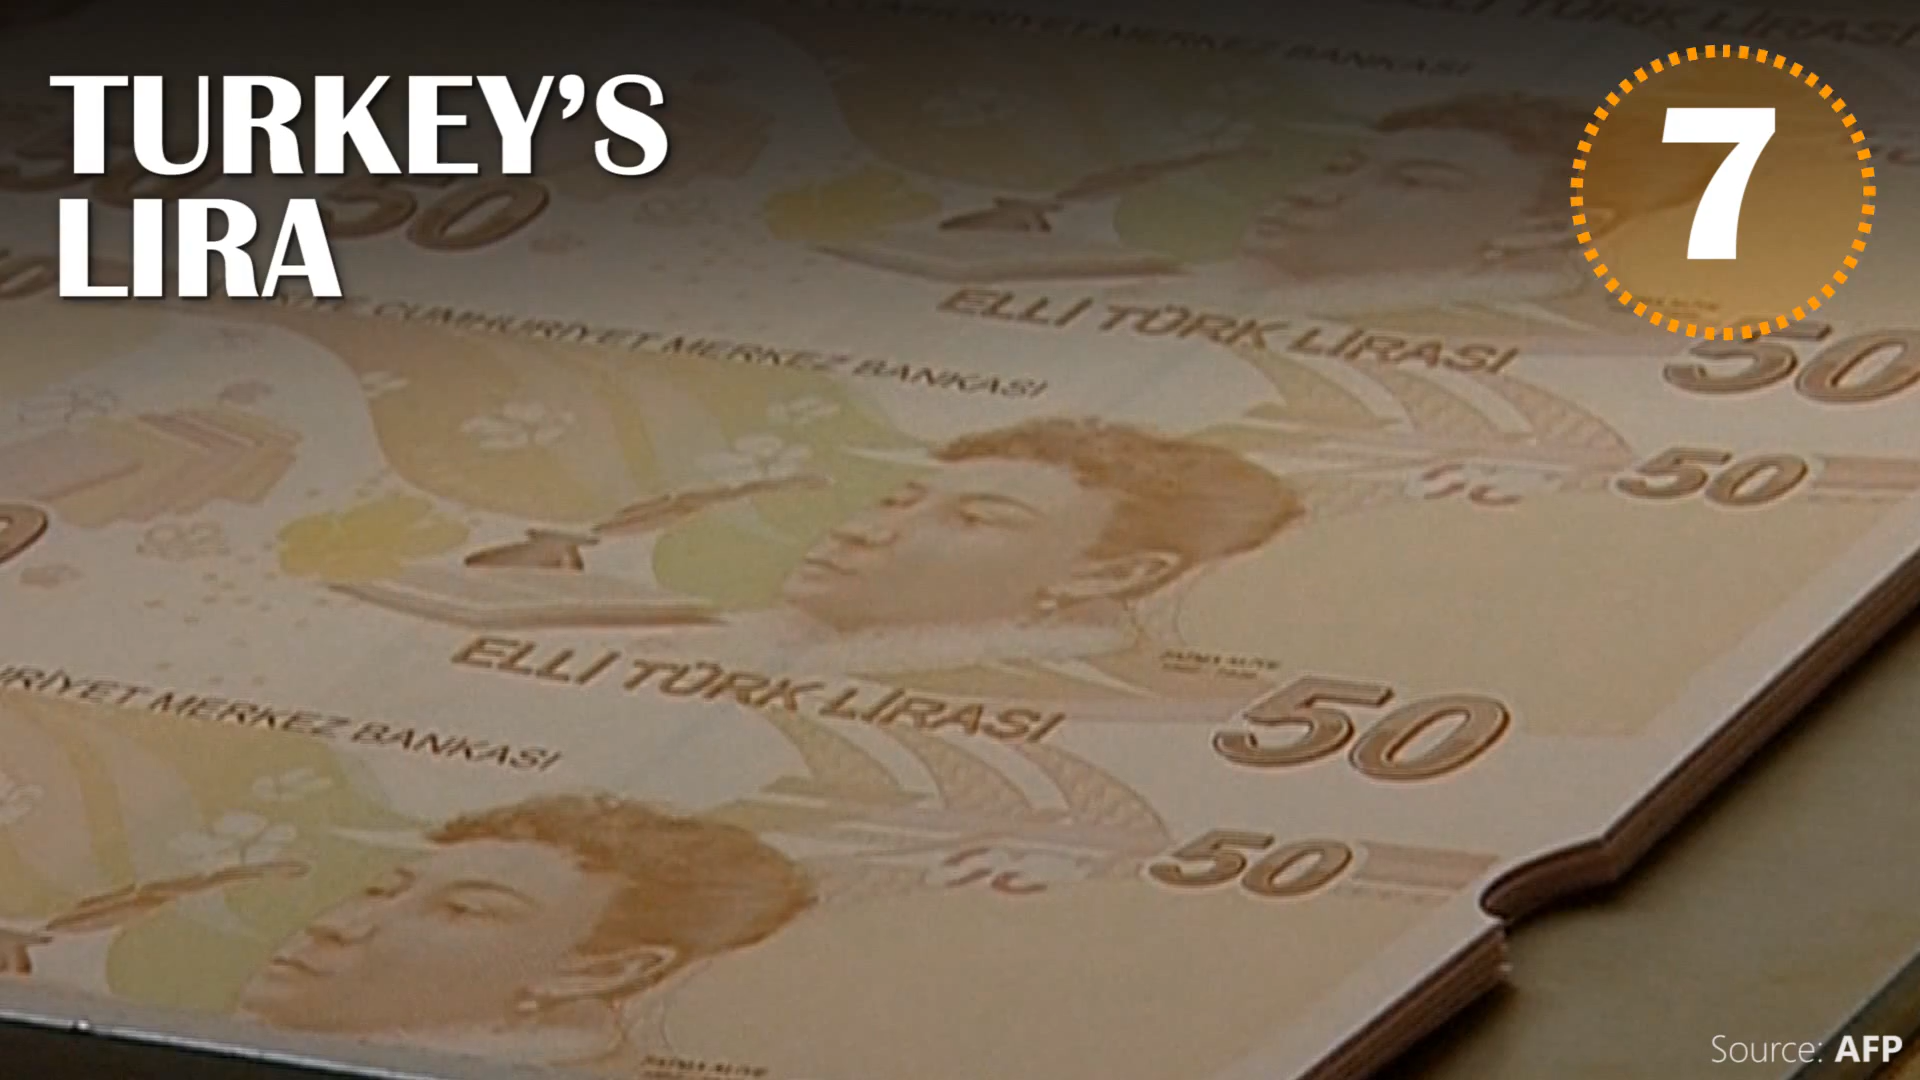 TURKEY'S
LIRA
7
50
CUMHURİYET MERKEZ BANKASI
ELLİ TÜRK LİRASI
50
50
CUMHURİYET MERKEZ BANKASI
ELLİ TÜRK LİRASI
50
MERKEZ BANKASI
50
Source: AFP